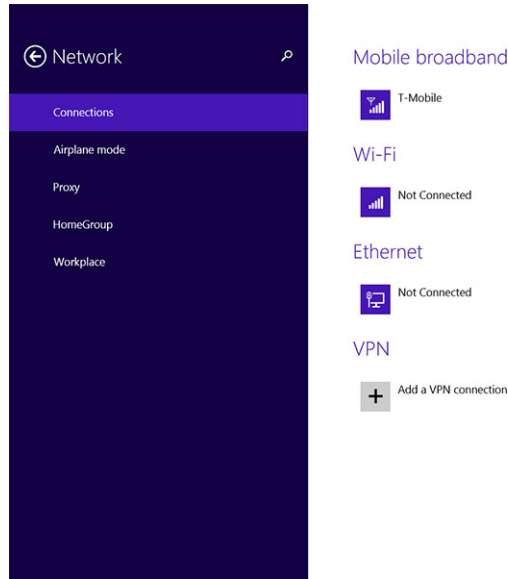 Network
Connections
Airplane mode
Proxy
HomeGroup
Workplace
Mobile broadband
T-Mobile
Wi-Fi
Not Connected
Ethernet
Not Connected
VPN
Add a VPN connection